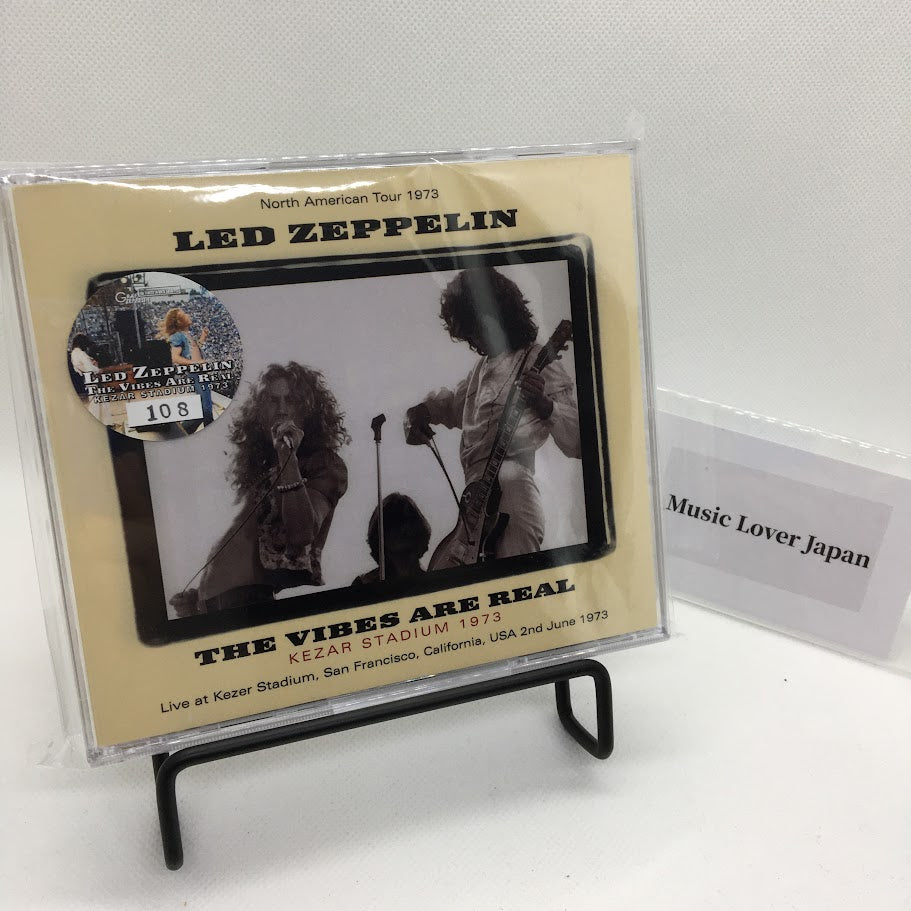 North American Tour 1973
LED ZEPPELIN
LED ZEPPELIN
THE VIBES ARE REAL
KEZAR STADIUM 1973
108
THE VIBES ARE REAL
KEZAR STADIUM 1973
Live at Kezer Stadium, San Francisco, California, USA 2nd June 1973
Music Lover Japan